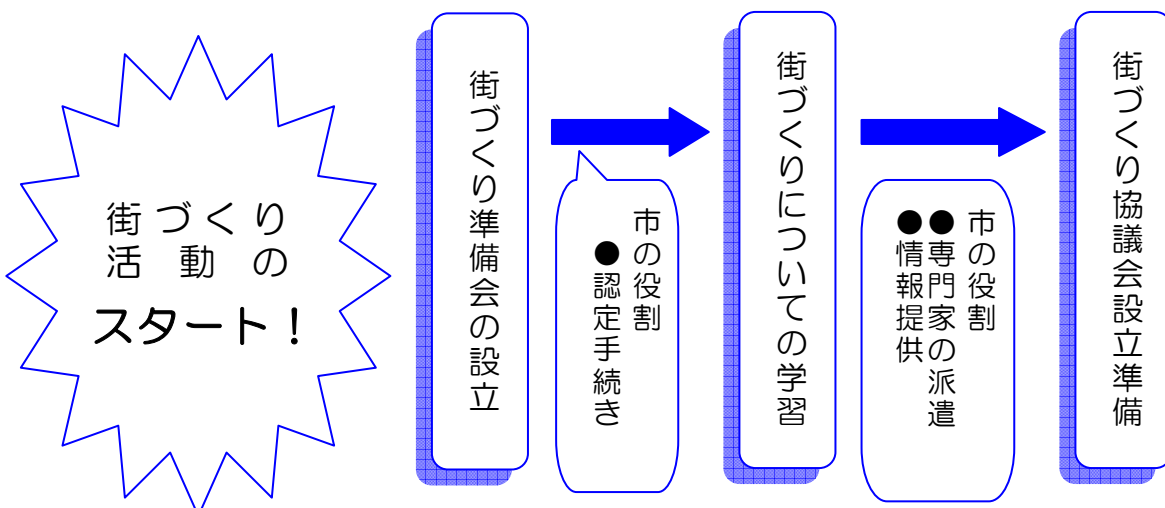 街づくり
活動の
スタート！
街づくり準備会の設立
市の役割
●認定手続き
街づくりについての学習
市の役割
●専門家の派遣
●情報提供
街づくり協議会設立準備